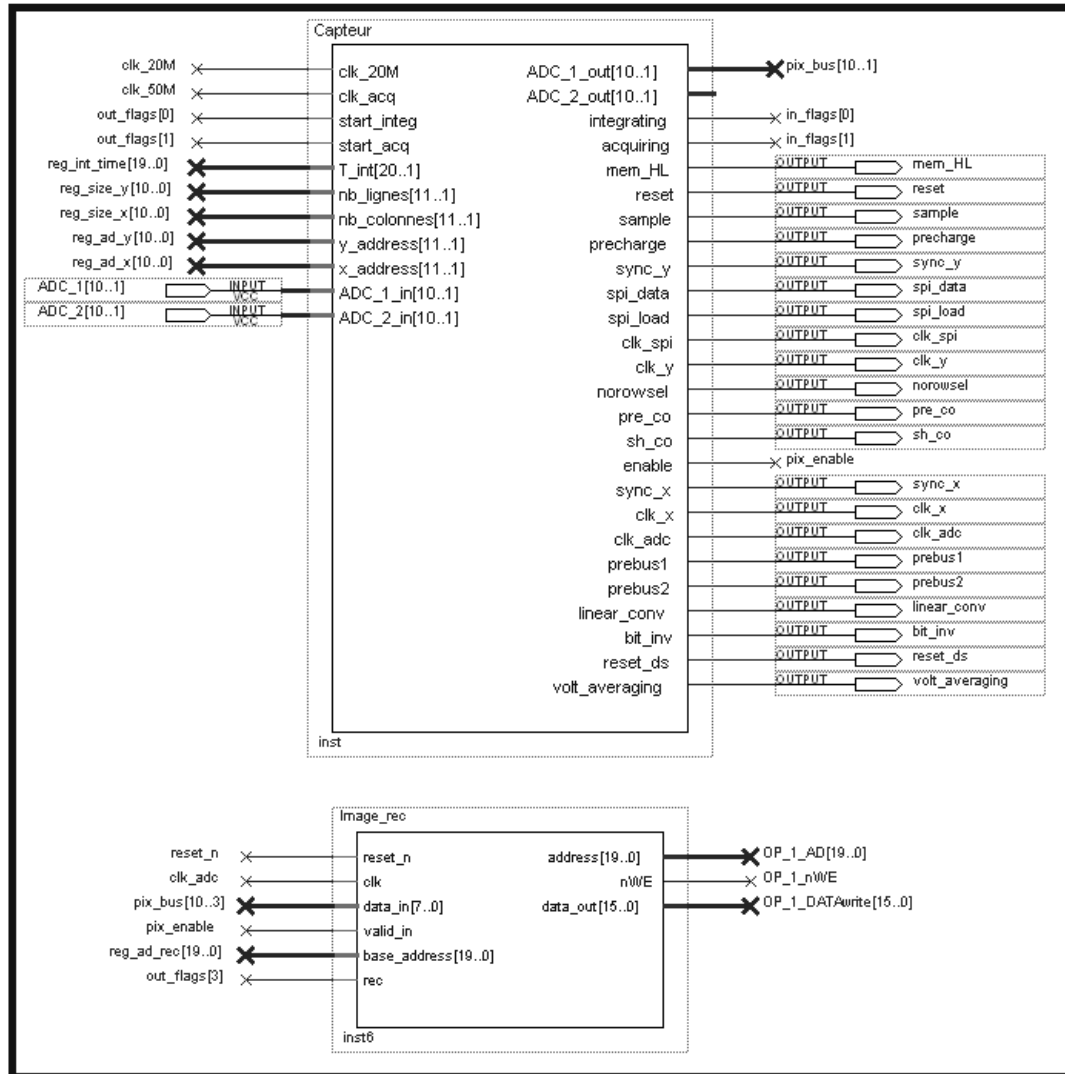 Capteur
clk_20M clk_20M ADC_1_out[10..1] pix_bus[10..1]
clk_50M clk_acq ADC_2_out[10..1]
out_flags[0] start_integ integrating in_flags[0]
out_flags[1] start_acq acquiring in_flags[1]
reg_int_time[19..0] T_int[20..1] mem_HL OUTPUT mem_HL
reg_size_y[10..0] nb_lignes[11..1] reset OUTPUT reset
reg_size_x[10..0] nb_colonnes[11..1] sample OUTPUT sample
reg_ad_y[10..0] y_address[11..1] precharge OUTPUT precharge
reg_ad_x[10..0] x_address[11..1] sync_y OUTPUT sync_y
ADC_1[10..1] INPUT VCC ADC_1_in[10..1] spi_data OUTPUT spi_data
ADC_2[10..1] INPUT VCC ADC_2_in[10..1] spi_load OUTPUT spi_load
clk_spi OUTPUT clk_spi
clk_y OUTPUT clk_y
norowsel OUTPUT norowsel
pre_co OUTPUT pre_co
sh_co OUTPUT sh_co
enable pix_enable
sync_x OUTPUT sync_x
clk_x OUTPUT clk_x
clk_adc OUTPUT clk_adc
prebus1 OUTPUT prebus1
prebus2 OUTPUT prebus2
linear_conv OUTPUT linear_conv
bit_inv OUTPUT bit_inv
reset_ds OUTPUT reset_ds
volt_averaging OUTPUT volt_averaging
inst
Image_rec
reset_n reset_n address[19..0] OP_1_AD[19..0]
clk_adc clk nWE OP_1_nWE
pix_bus[10..3] data_in[7..0] data_out[15..0] OP_1_DATAwrite[15..0]
pix_enable valid_in
reg_ad_rec[19..0] base_address[19..0]
out_flags[3] rec
inst6